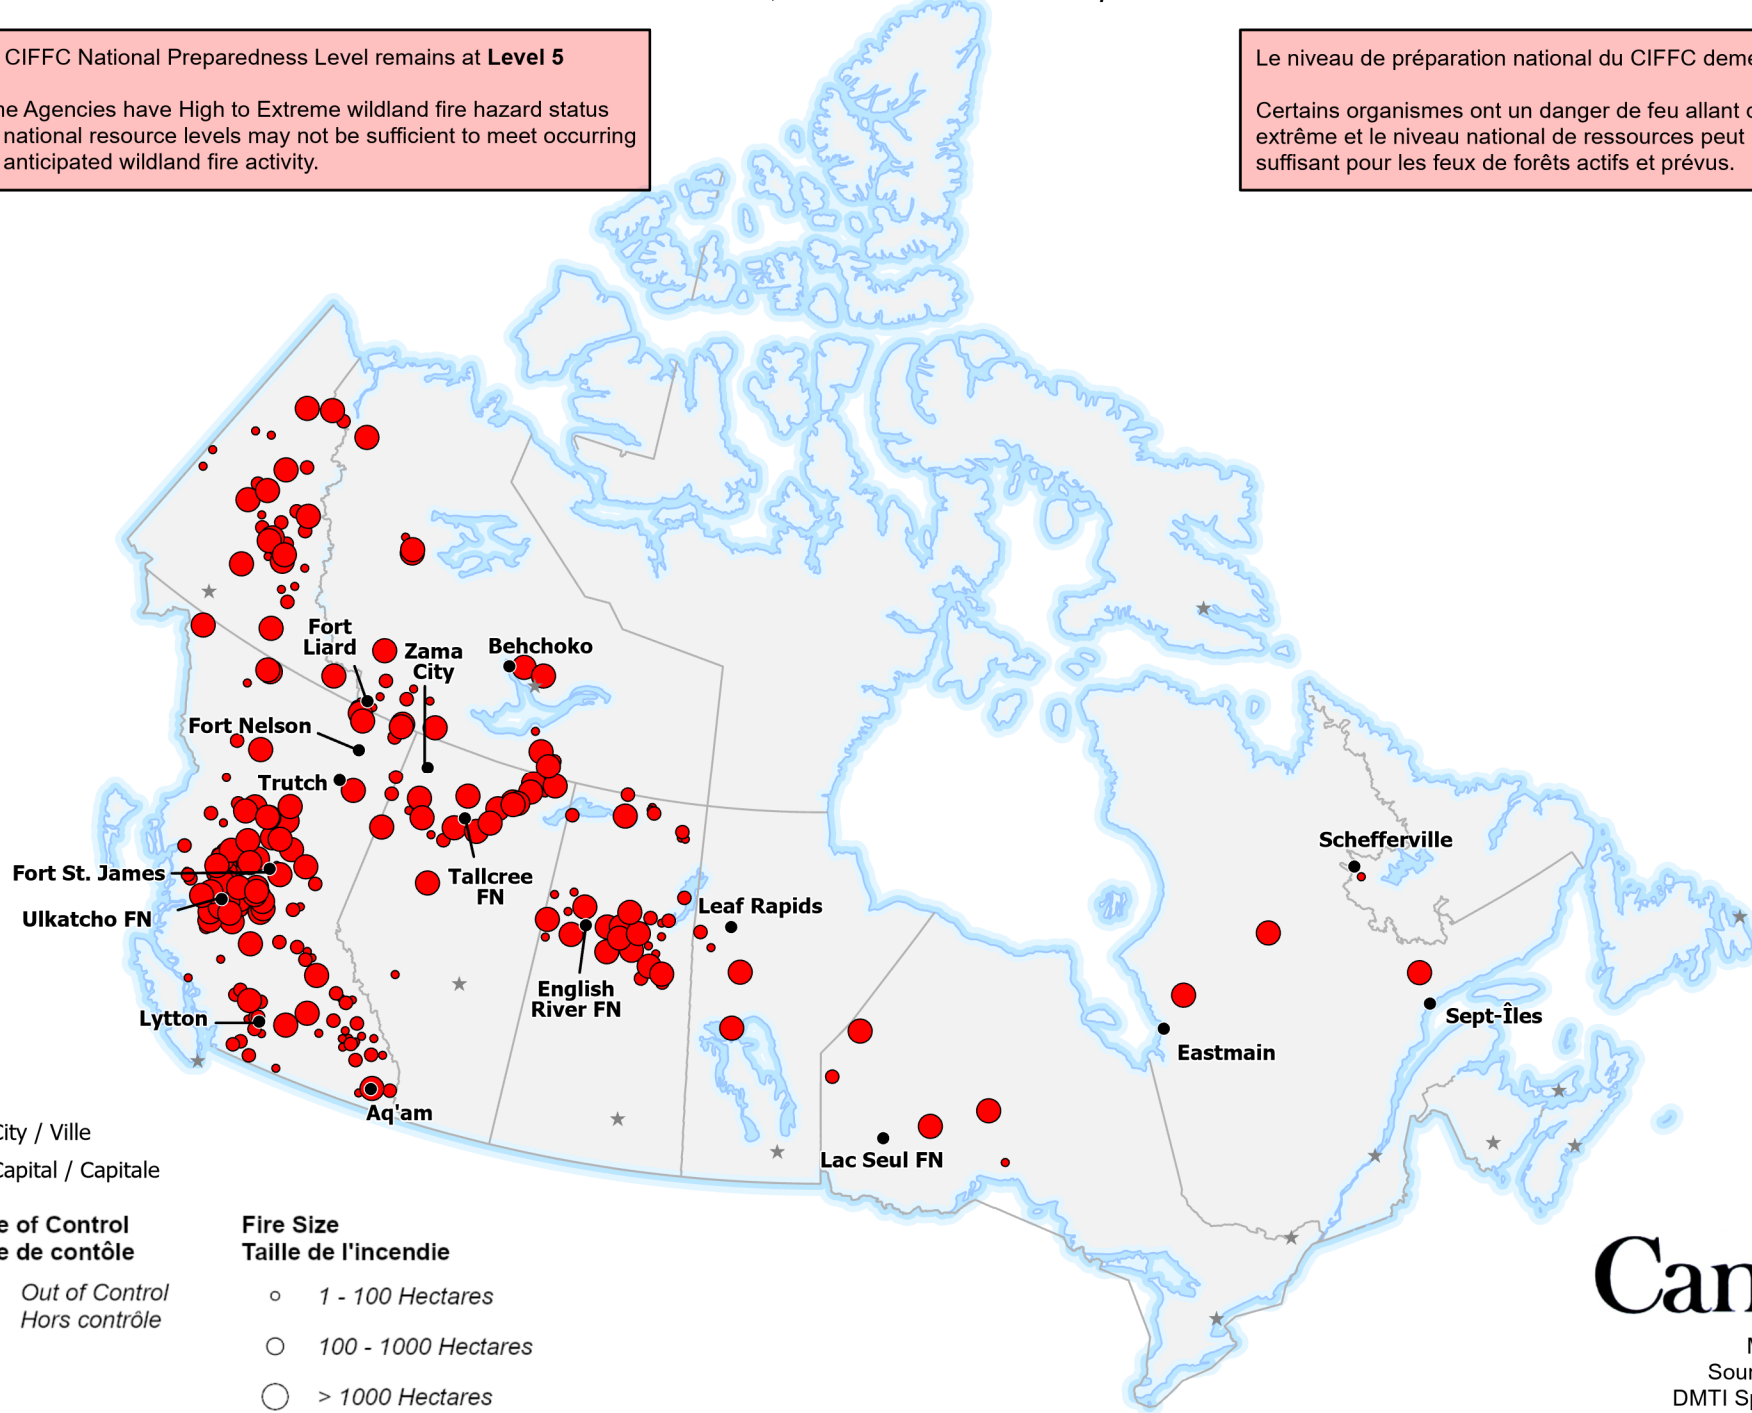 CIFFC National Preparedness Level remains at Level 5
Agencies have High to Extreme wildland fire hazard status
national resource levels may not be sufficient to meet occurring
anticipated wildland fire activity.
Le niveau de préparation national du CIFFC
Certains organismes ont un danger de feu allant
extrême et le niveau national de ressources peut
suffisant pour les feux de forêts actifs et prévus.
Fort
Liard
Zama
City
Behchoko
Fort Nelson
Trutch
Fort St. James
Ulkatcho FN
Tallcree
FN
Leaf Rapids
English
River FN
Lytton
Aq'am
Lac Seul FN
Schefferville
Sept-Îles
Eastmain
City / Ville
Capital / Capitale
of Control
de contôle
Out of Control
Hors contrôle
Fire Size
Taille de l'incendie
1 - 100 Hectares
100 - 1000 Hectares
> 1000 Hectares
Can
DMTI